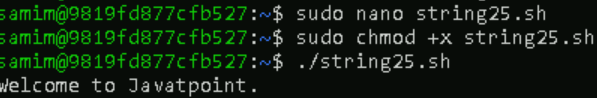 samim@9819fd877cfb527:~$ sudo nano string25.sh
samim@9819fd877cfb527:~$ sudo chmod +x string25.sh
samim@9819fd877cfb527:~$ ./string25.sh
Welcome to Javatpoint.